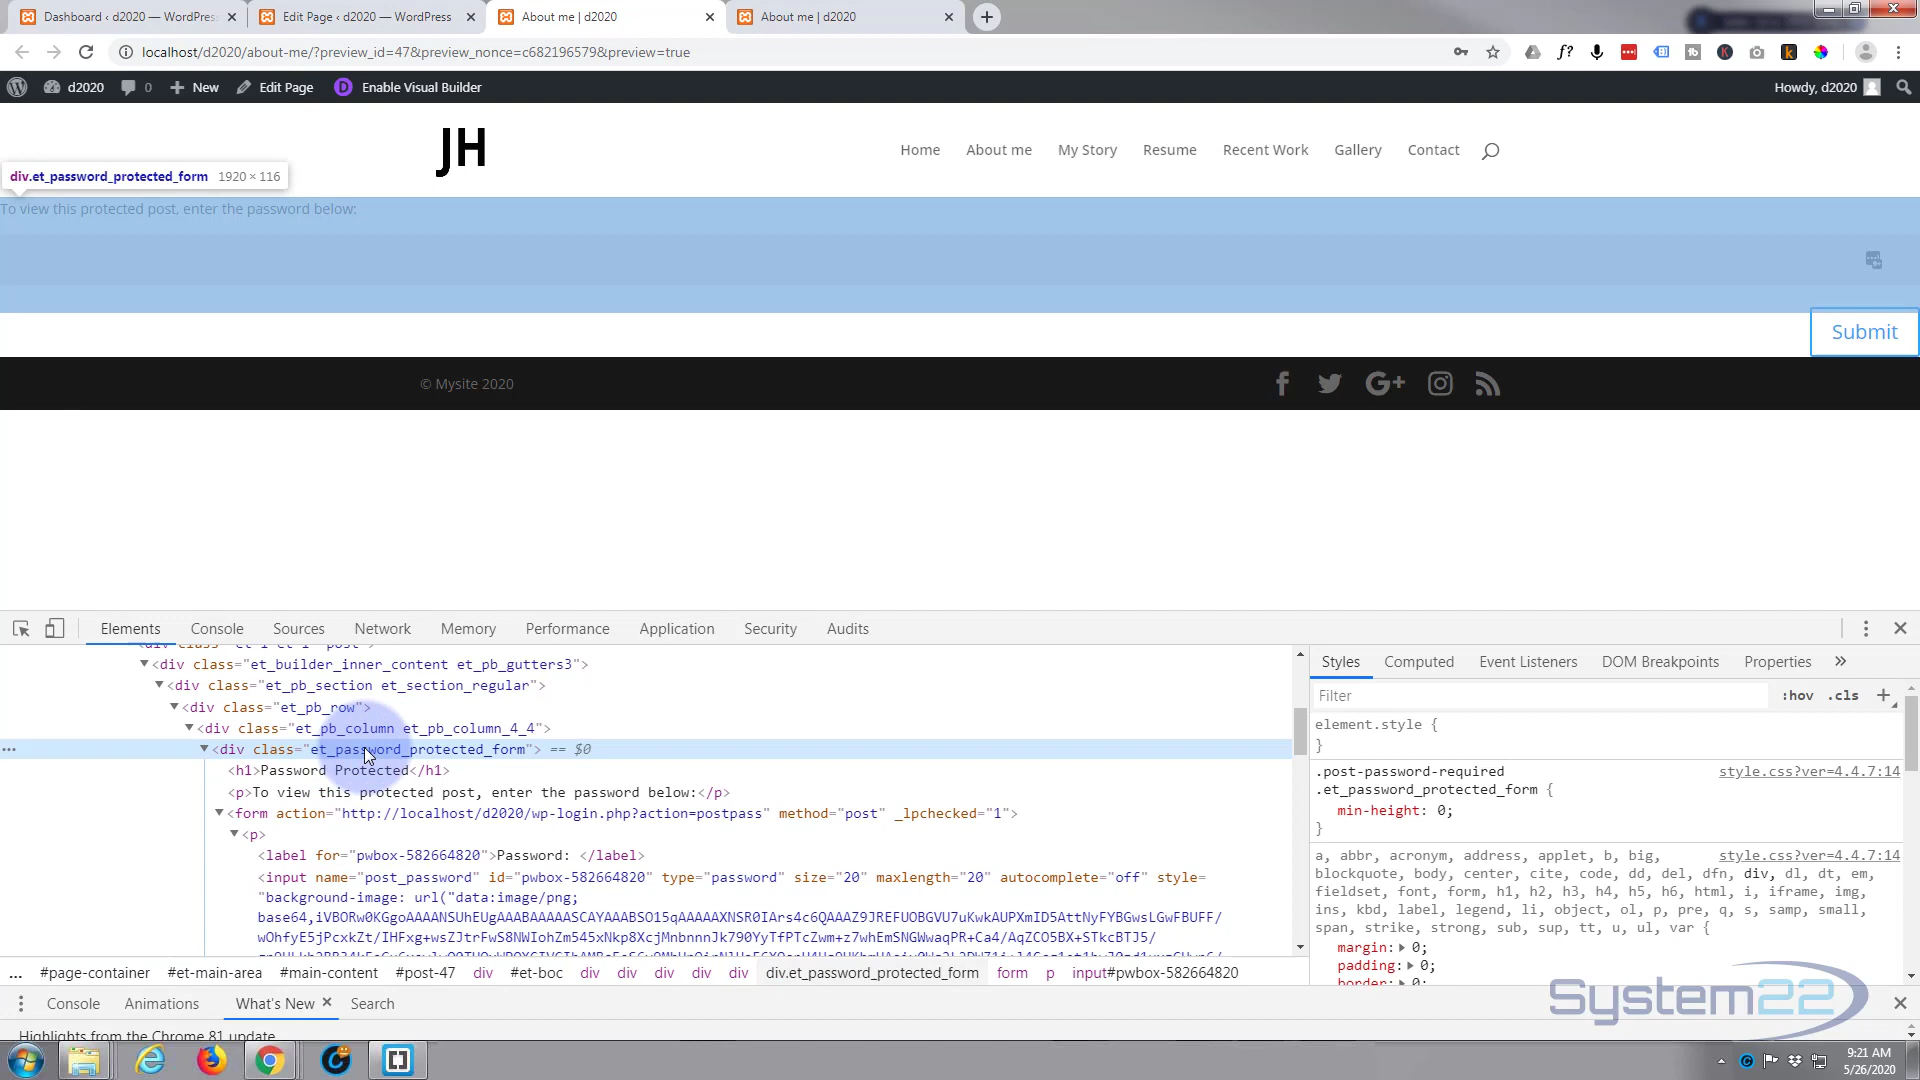 Dashboard ‹ d2020 — WordPress
Edit Page ‹ d2020 — WordPress
About me | d2020
About me | d2020
localhost/d2020/about-me/?preview_id=47&preview_nonce=c682196579&preview=true
d2020
0
New
Edit Page
Enable Visual Builder
Howdy, d2020
JH
Home
About me
My Story
Resume
Recent Work
Gallery
Contact
div.et_password_protected_form 1920 × 116
To view this protected post, enter the password below:
Submit
© Mysite 2020
Elements
Console
Sources
Network
Memory
Performance
Application
Security
Audits
<div class="et_builder_inner_content et_pb_gutters3">
<div class="et_pb_section et_section_regular">
<div class="et_pb_row">
<div class="et_pb_column et_pb_column_4_4">
<div class="et_password_protected_form"> == $0
<h1>Password Protected</h1>
<p>To view this protected post, enter the password below:</p>
<form action="http://localhost/d2020/wp-login.php?action=postpass" method="post" _lpchecked="1">
<p>
<label for="pwbox-582664820">Password: </label>
<input name="post_password" id="pwbox-582664820" type="password" size="20" maxlength="20" autocomplete="off" style=
"background-image: url("data:image/png;
Styles
Computed
Event Listeners
DOM Breakpoints
Properties
»
Filter
:hov
.cls
+
element.style {
}
.post-password-required
.et_password_protected_form {
style.css?ver=4.4.7:14
min-height: 0;
}
a, abbr, acronym, address, applet, b, big,
style.css?ver=4.4.7:14
blockquote, body, center, cite, code, dd, del, dfn, div, dl, dt, em,
fieldset, font, form, h1, h2, h3, h4, h5, h6, html, i, iframe, img,
ins, kbd, label, legend, li, object, ol, p, pre, q, s, samp, small,
span, strike, strong, sub, sup, tt, u, ul, var {
margin: 0;
padding: 0;
border: 0;
... #page-container #et-main-area #main-content #post-47 div #et-boc div div div div div.et_password_protected_form form p input#pwbox-582664820
Console
Animations
What's New
Search
Highlights from the Chrome 81 update
System22
9:21 AM
5/26/2020